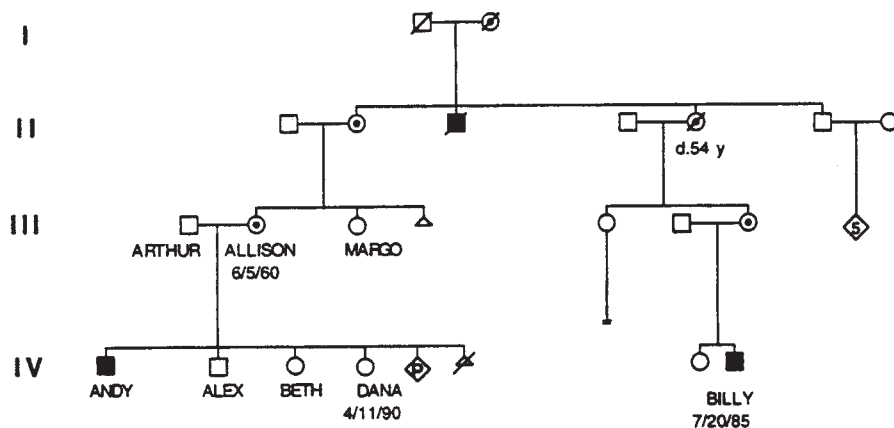 I
II
d.54 y
III
5
ARTHUR ALLISON MARGO
6/5/60
IV
P
ANDY ALEX BETH DANA
4/11/90
BILLY
7/20/85